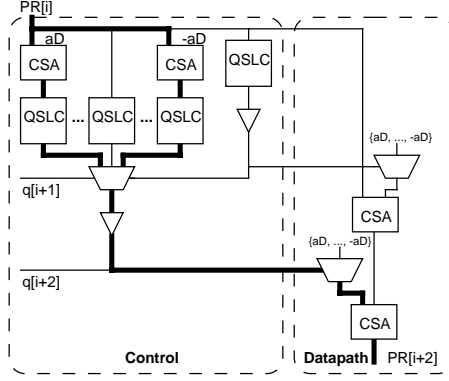 PR[i]
aD
-aD
CSA
CSA
QSLC
QSLC ... QSLC ... QSLC
{aD, ..., -aD}
q[i+1]
CSA
{aD, ..., -aD}
q[i+2]
CSA
Control
Datapath
PR[i+2]